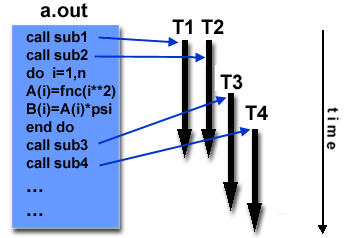 a.out
call sub1
call sub2
do i=1,n
A(i)=fnc(i**2)
B(i)=A(i)*psi
end do
call sub3
call sub4
...
...
T1 T2
T3
T4
time